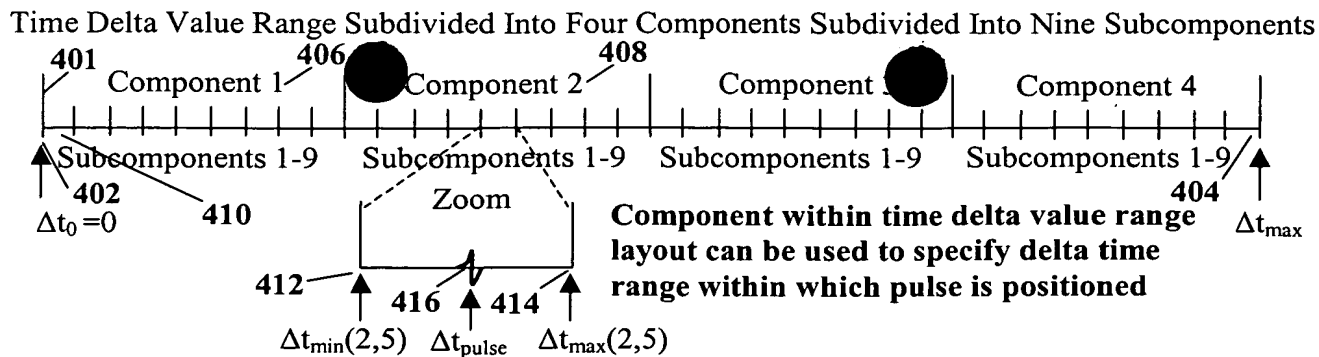 Time Delta Value Range Subdivided Into Four Components Subdivided Into Nine Subcomponents
401 406 408
Component 1 Component 2 Component Component 4
Subcomponents 1-9 Subcomponents 1-9 Subcomponents 1-9 Subcomponents 1-9
402 410 Zoom 404
Δt0=0 Δtmax
Component within time delta value range
layout can be used to specify delta time
range within which pulse is positioned
412 416 414
Δtmin(2,5) Δtpulse Δtmax(2,5)